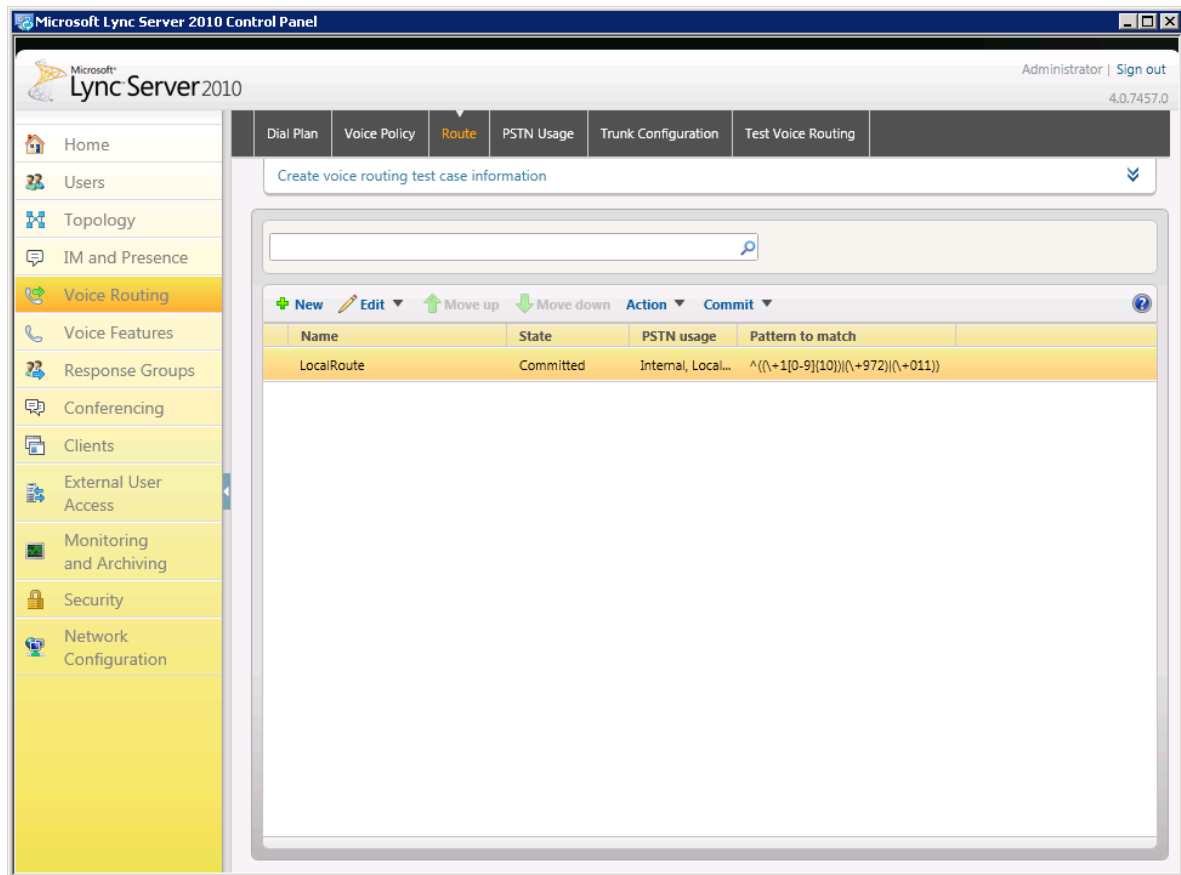 Microsoft Lync Server 2010 Control Panel
Microsoft®
Lync Server 2010
Administrator | Sign out
4.0.7457.0
Home
Users
Topology
IM and Presence
Voice Routing
Voice Features
Response Groups
Conferencing
Clients
External User
Access
Monitoring
and Archiving
Security
Network
Configuration
Dial Plan Voice Policy Route PSTN Usage Trunk Configuration Test Voice Routing
Create voice routing test case information
New Edit Move up Move down Action Commit
Name State PSTN usage Pattern to match
LocalRoute Committed Internal, Local... ^((\+1[0-9]{10})|(\+972)|(\+011))